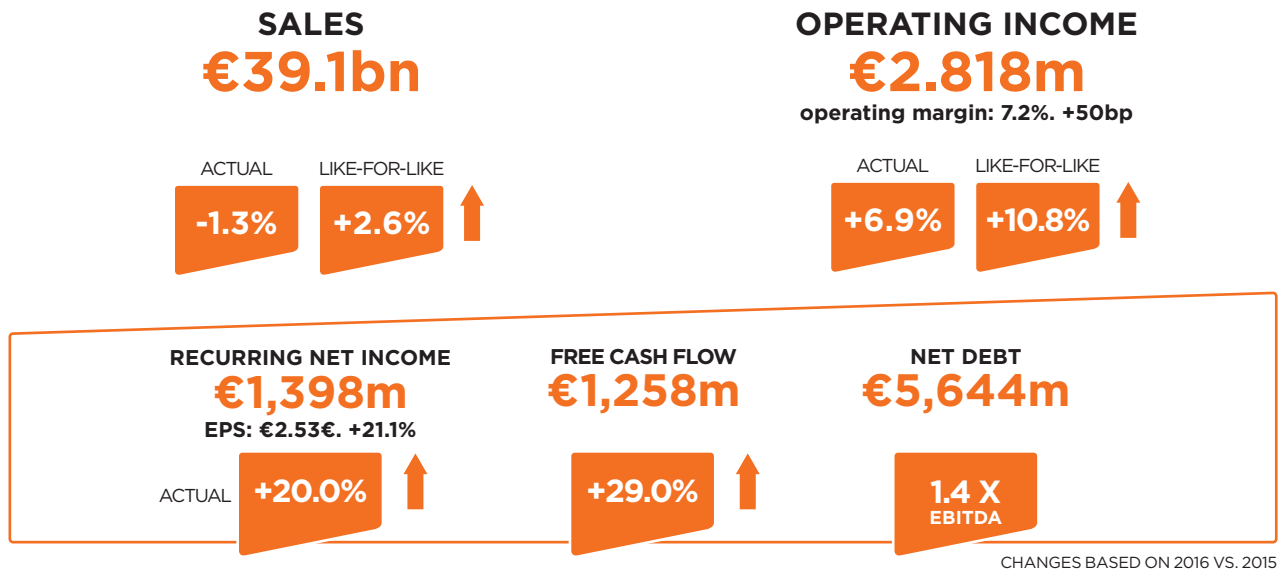 SALES
€39.1bn
ACTUAL
LIKE-FOR-LIKE
-1.3%
+2.6%
OPERATING INCOME
€2.818m
operating margin: 7.2%. +50bp
ACTUAL
LIKE-FOR-LIKE
+6.9%
+10.8%
RECURRING NET INCOME
€1,398m
EPS: €2.53€. +21.1%
ACTUAL
+20.0%
FREE CASH FLOW
€1,258m
+29.0%
NET DEBT
€5,644m
1.4 X
EBITDA
CHANGES BASED ON 2016 VS. 2015